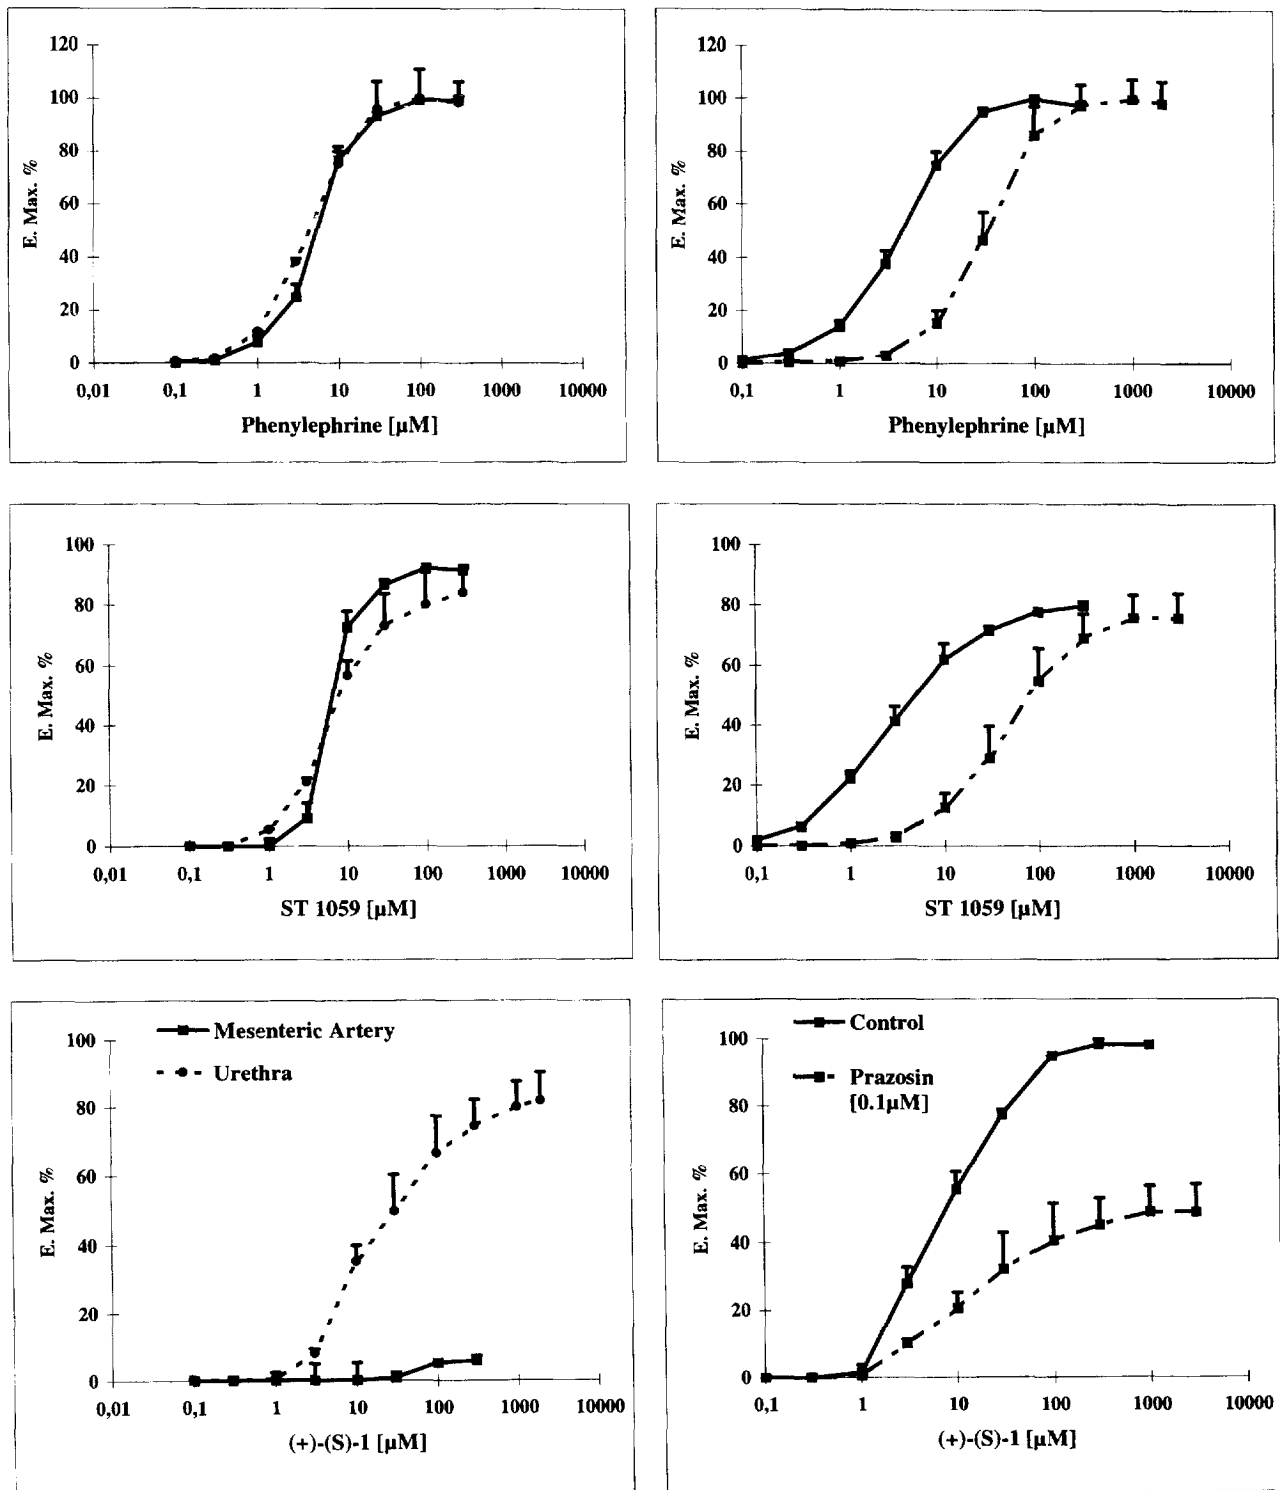 120
100
80
60
40
20
0
E. Max. %
0,01 0,1 1 10 100 1000 10000
Phenylephrine [µM]
120
100
80
60
40
20
0
E. Max. %
0,1 1 10 100 1000 10000
Phenylephrine [µM]
100
80
60
40
20
0
E. Max. %
0,01 0,1 1 10 100 1000 10000
ST 1059 [µM]
100
80
60
40
20
0
E. Max. %
0,1 1 10 100 1000 10000
ST 1059 [µM]
Mesenteric Artery
Urethra
100
80
60
40
20
0
E. Max. %
0,01 0,1 1 10 100 1000 10000
(+)-(S)-1 [µM]
Control
Prazosin
[0.1µM]
100
80
60
40
20
0
E. Max. %
0,1 1 10 100 1000 10000
(+)-(S)-1 [µM]